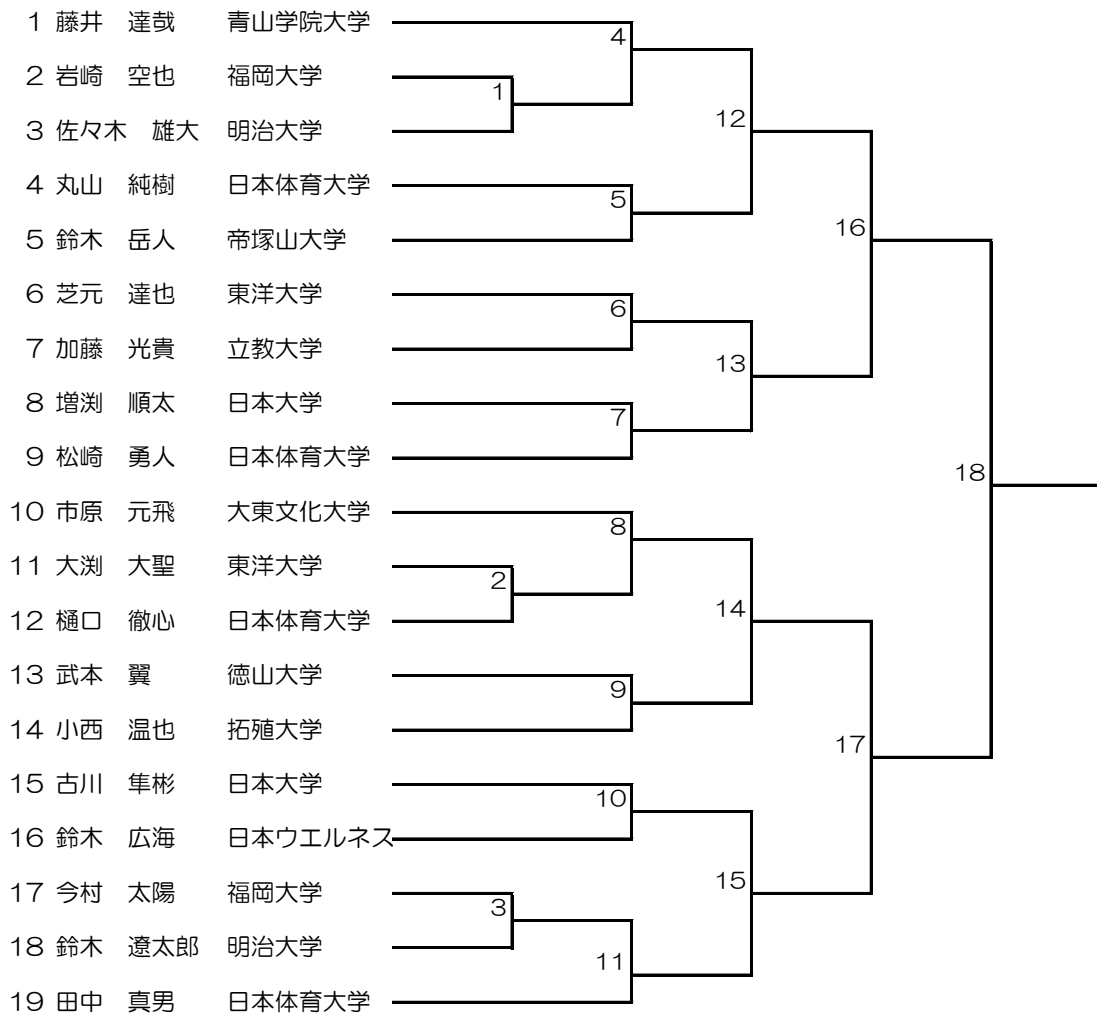 1 藤井 達哉 青山学院大学
4
2 岩崎 空也 福岡大学
1
12
3 佐々木 雄大 明治大学
4 丸山 純樹 日本体育大学
5
16
5 鈴木 岳人 帝塚山大学
6 芝元 達也 東洋大学
6
7 加藤 光貴 立教大学
13
8 増渕 順太 日本大学
7
9 松崎 勇人 日本体育大学
18
10 市原 元飛 大東文化大学
8
11 大渕 大聖 東洋大学
2
14
12 樋口 徹心 日本体育大学
13 武本 翼 徳山大学
9
14 小西 温也 拓殖大学
17
15 古川 隼彬 日本大学
10
16 鈴木 広海 日本ウエルネス
15
17 今村 太陽 福岡大学
3
18 鈴木 遼太郎 明治大学
11
19 田中 真男 日本体育大学